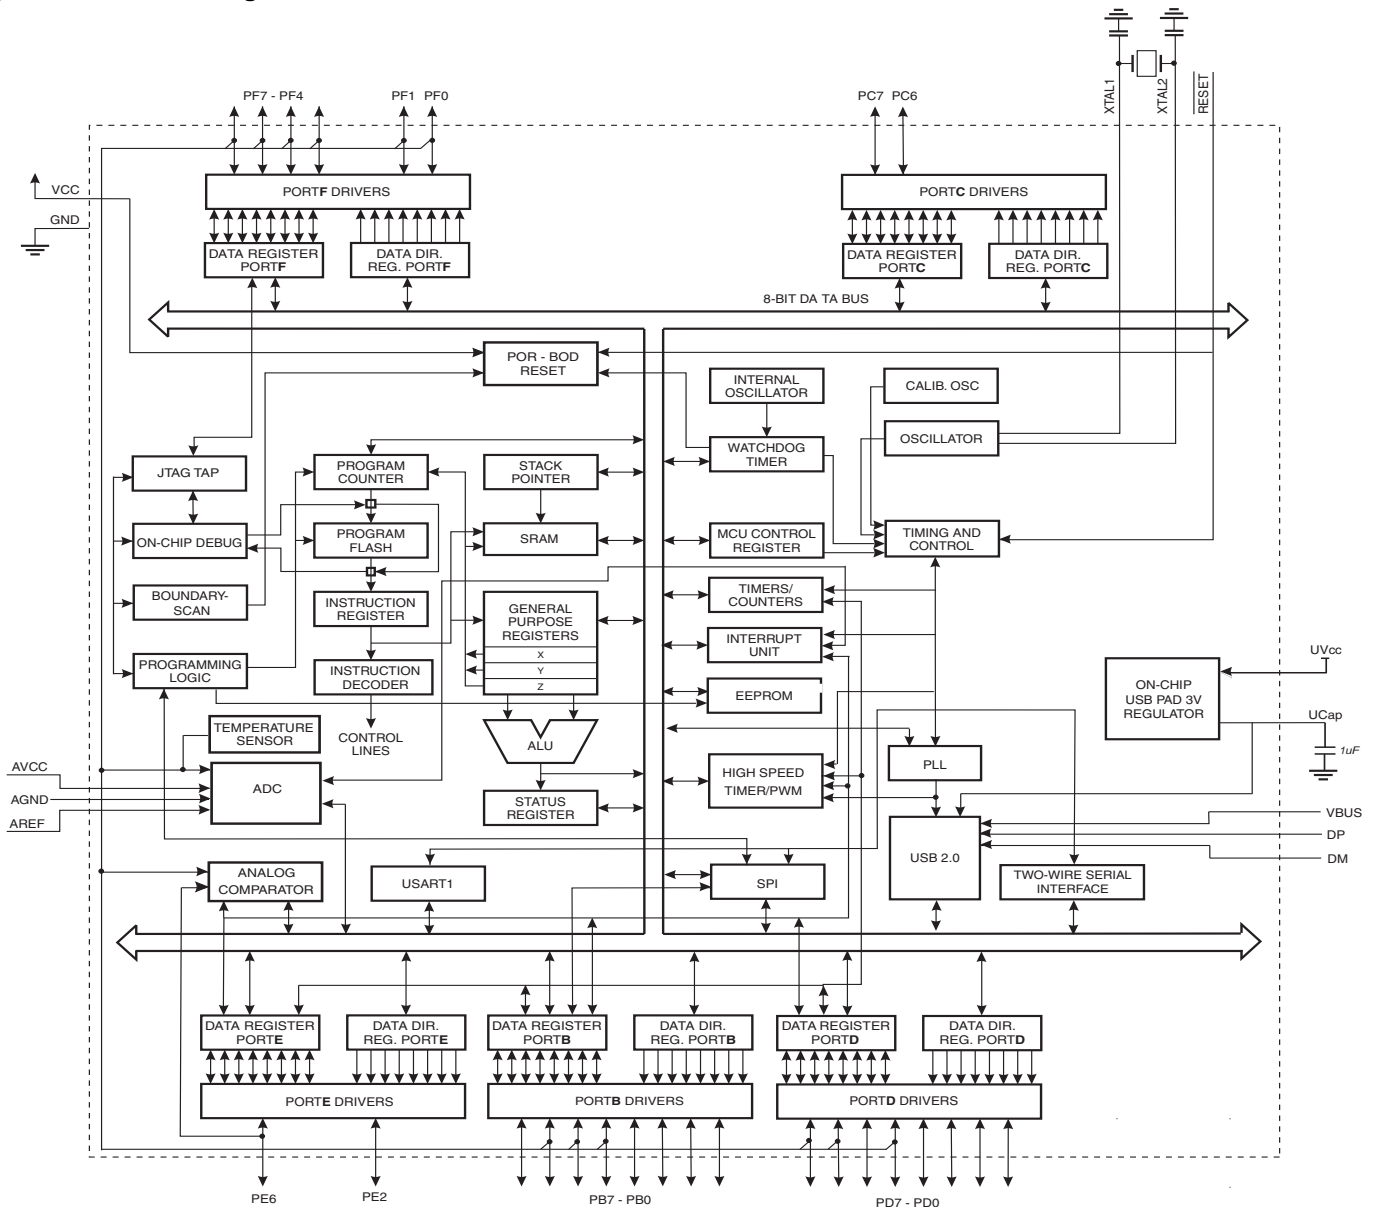 XTAL1
XTAL2
RESET
PF7 - PF4
PF1
PF0
PC7
PC6
VCC
GND
PORTF DRIVERS
PORTC DRIVERS
DATA REGISTER
PORTF
DATA DIR.
REG. PORTF
DATA REGISTER
PORTC
DATA DIR.
REG. PORTC
8-BIT DA TA BUS
POR - BOD
RESET
INTERNAL
OSCILLATOR
CALIB. OSC
WATCHDOG
TIMER
OSCILLATOR
JTAG TAP
PROGRAM
COUNTER
STACK
POINTER
ON-CHIP DEBUG
PROGRAM
FLASH
SRAM
MCU CONTROL
REGISTER
TIMING AND
CONTROL
BOUNDARY-
SCAN
INSTRUCTION
REGISTER
GENERAL
PURPOSE
REGISTERS
X
Y
Z
TIMERS/
COUNTERS
INTERRUPT
UNIT
PROGRAMMING
LOGIC
INSTRUCTION
DECODER
EEPROM
ON-CHIP
USB PAD 3V
REGULATOR
UVcc
UCap
1uF
TEMPERATURE
SENSOR
CONTROL
LINES
ALU
PLL
AVCC
AGND
AREF
ADC
STATUS
REGISTER
HIGH SPEED
TIMER/PWM
VBUS
DP
DM
ANALOG
COMPARATOR
USART1
SPI
USB 2.0
TWO-WIRE SERIAL
INTERFACE
DATA REGISTER
PORTE
DATA DIR.
REG. PORTE
DATA REGISTER
PORTB
DATA DIR.
REG. PORTB
DATA REGISTER
PORTD
DATA DIR.
REG. PORTD
PORTE DRIVERS
PORTB DRIVERS
PORTD DRIVERS
PE6
PE2
PB7 - PB0
PD7 - PD0